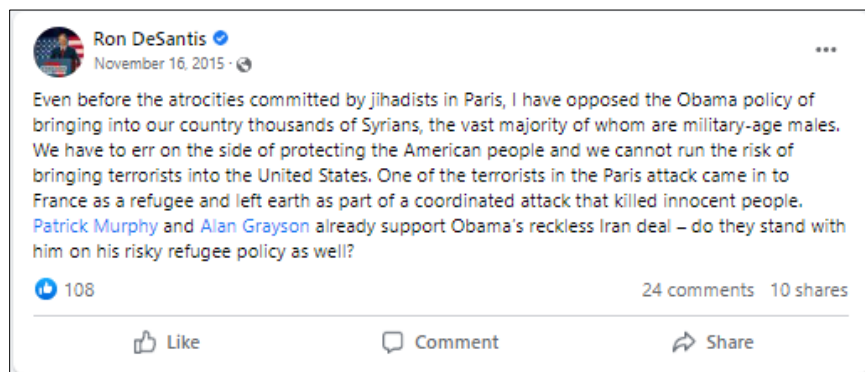 Ron DeSantis
November 16, 2015 ·
Even before the atrocities committed by jihadists in Paris, I have opposed the Obama policy of
bringing into our country thousands of Syrians, the vast majority of whom are military-age males.
We have to err on the side of protecting the American people and we cannot run the risk of
bringing terrorists into the United States. One of the terrorists in the Paris attack came in to
France as a refugee and left earth as part of a coordinated attack that killed innocent people.
Patrick Murphy and Alan Grayson already support Obama's reckless Iran deal – do they stand with
him on his risky refugee policy as well?
108 24 comments 10 shares
Like Comment Share